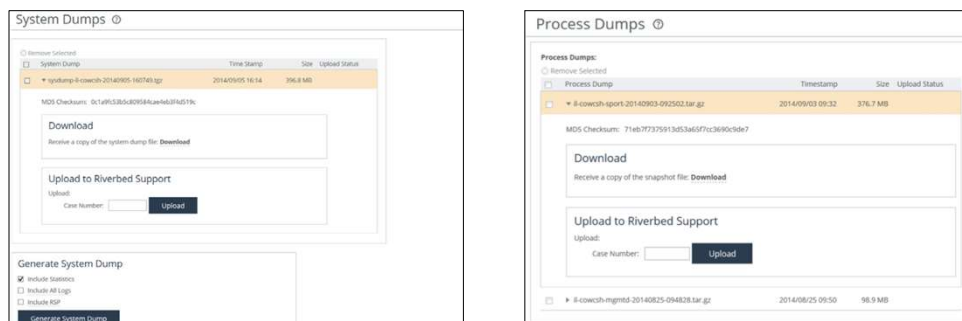 System Dumps
Remove Selected
System Dump Time Stamp Size Upload Status
sysdump-il-cowcsh-20140905-160749.tgz 2014/09/05 16:14 396.8 MB
MD5 Checksum:
Download
Receive a copy of the system dump file: Download
Upload to Riverbed Support
Upload:
Case Number: Upload
Generate System Dump
Include Statistics
Include All Logs
Include RSP
Generate System Dump
Process Dumps
Process Dumps:
Remove Selected
Process Dump Timestamp Size Upload Status
il-cowcsh-sport-20140903-092502.tar.gz 2014/09/03 09:32 376.7 MB
MD5 Checksum: 71eb7f7375913d53a65f7cc3690c9de7
Download
Receive a copy of the snapshot file: Download
Upload to Riverbed Support
Upload:
Case Number: Upload
il-cowcsh-mgmtd-20140825-094828.tar.gz 2014/08/25 09:50 98.9 MB